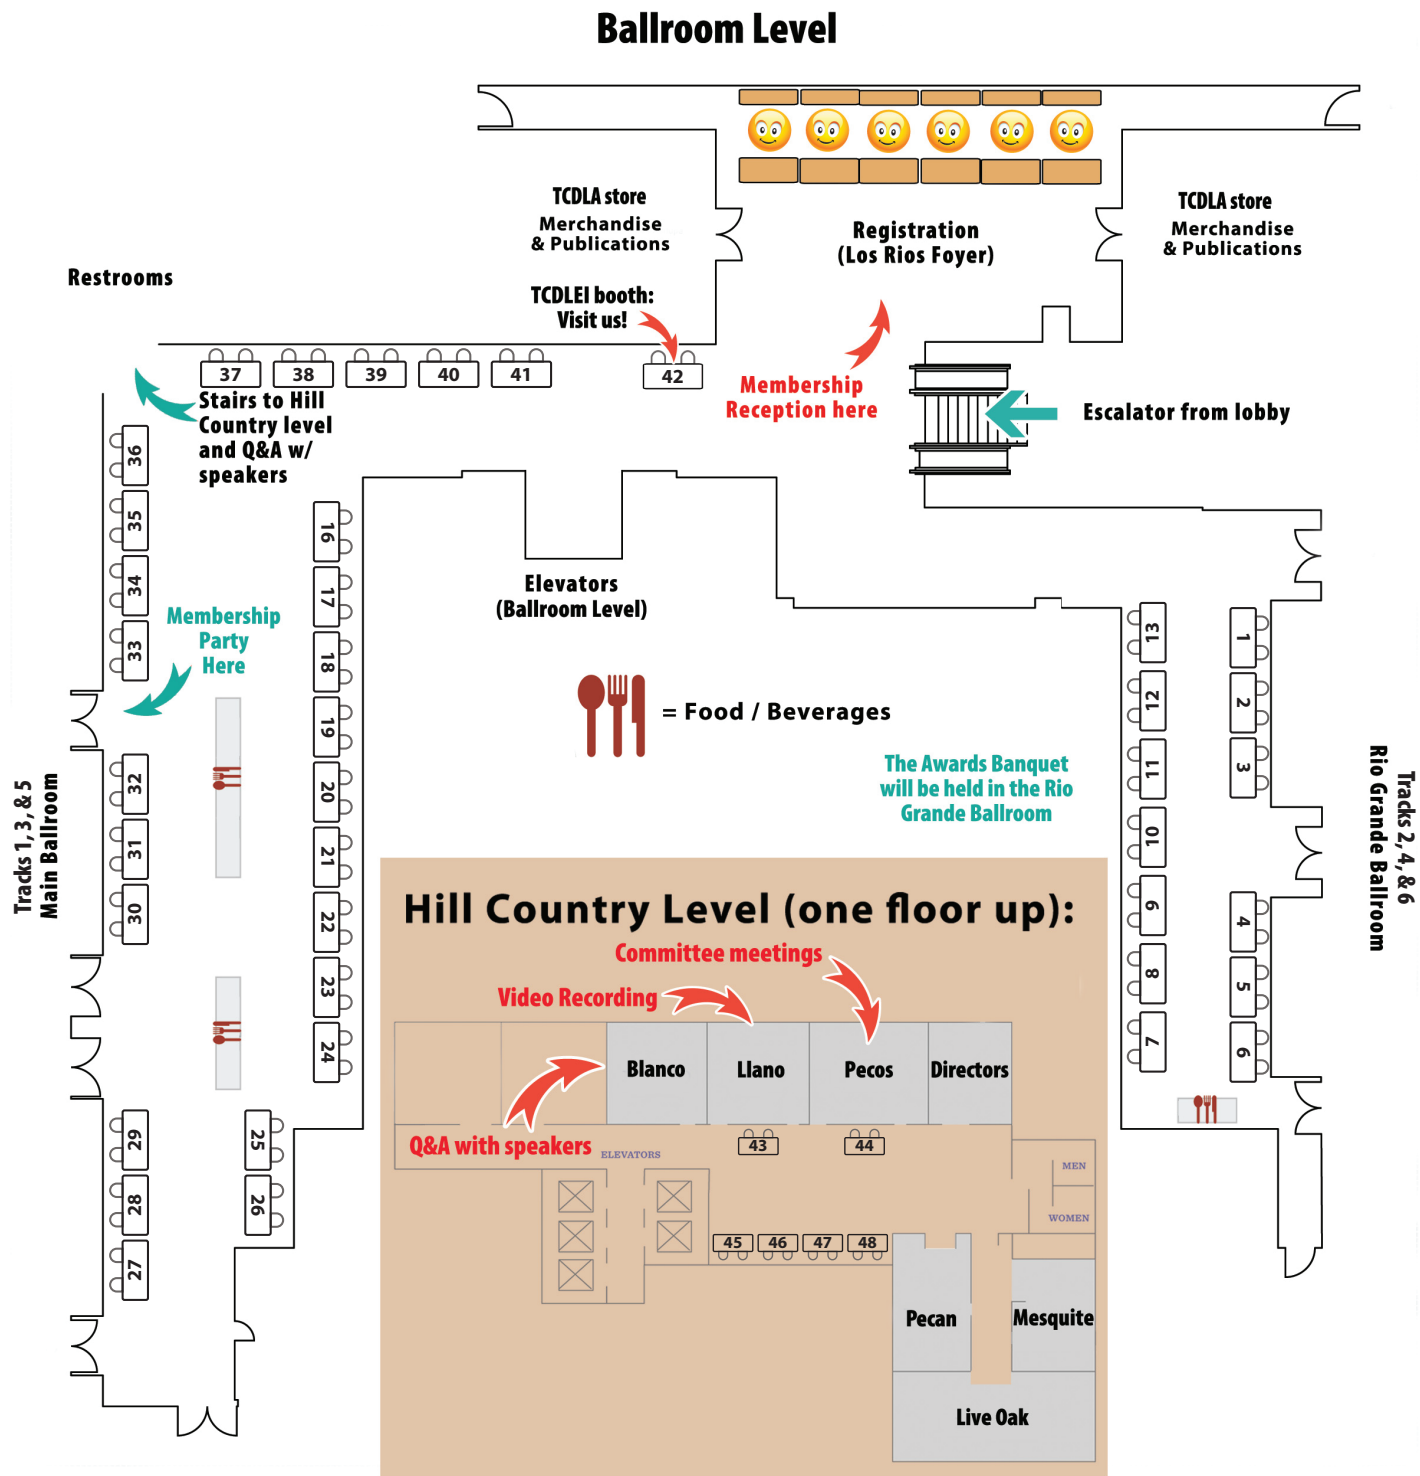 Ballroom Level
TCDLA store
Merchandise
& Publications
Registration
(Los Rios Foyer)
TCDLA store
Merchandise
& Publications
Restrooms
TCDLEI booth:
Visit us!
37
38
39
40
41
42
Membership
Reception here
Escalator from lobby
Stairs to Hill
Country level
and Q&A w/
speakers
36
35
34
33
16
17
18
19
20
21
22
23
24
Elevators
(Ballroom Level)
Membership
Party
Here
= Food / Beverages
The Awards Banquet
will be held in the Rio
Grande Ballroom
13
12
11
10
9
8
7
1
2
3
4
5
6
Tracks 1, 3, & 5
Main Ballroom
Tracks 2, 4, & 6
Rio Grande Ballroom
32
31
30
29
28
27
25
26
Hill Country Level (one floor up):
Committee meetings
Video Recording
Blanco
Llano
Pecos
Directors
Q&A with speakers
ELEVATORS
43
44
MEN
WOMEN
45
46
47
48
Pecan
Mesquite
Live Oak